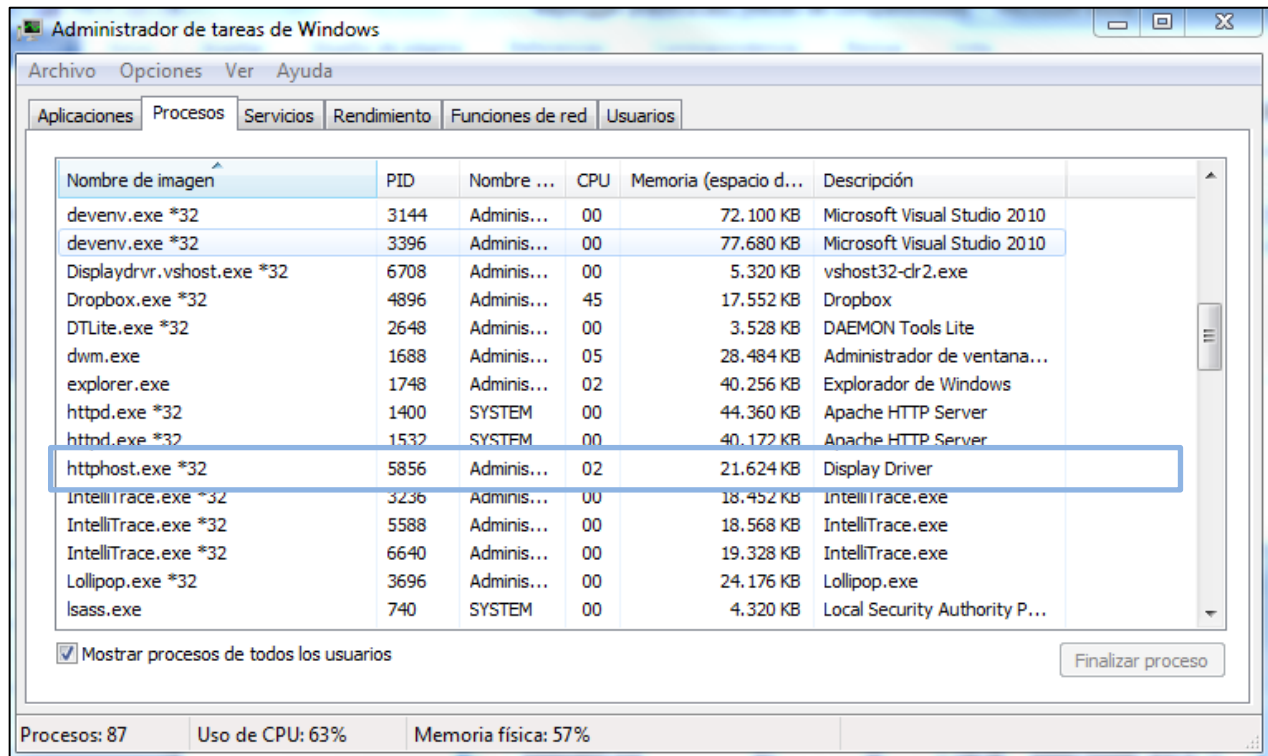 Administrador de tareas de Windows
Archivo Opciones Ver Ayuda
Aplicaciones Procesos Servicios Rendimiento Funciones de red Usuarios
Nombre de imagen PID Nombre ... CPU Memoria (espacio d... Descripción
devenv.exe *32 3144 Adminis... 00 72.100 KB Microsoft Visual Studio 2010
devenv.exe *32 3396 Adminis... 00 77.680 KB Microsoft Visual Studio 2010
Displaydrvr.vshost.exe *32 6708 Adminis... 00 5.320 KB vshost32-clr2.exe
Dropbox.exe *32 4896 Adminis... 45 17.552 KB Dropbox
DTLite.exe *32 2648 Adminis... 00 3.528 KB DAEMON Tools Lite
dwm.exe 1688 Adminis... 05 28.484 KB Administrador de ventana...
explorer.exe 1748 Adminis... 02 40.256 KB Explorador de Windows
httpd.exe *32 1400 SYSTEM 00 44.360 KB Apache HTTP Server
httpd.exe *32 1532 SYSTEM 00 40.172 KB Apache HTTP Server
httphost.exe *32 5856 Adminis... 02 21.624 KB Display Driver
IntelliTrace.exe *32 3236 Adminis... 00 18.452 KB IntelliTrace.exe
IntelliTrace.exe *32 5588 Adminis... 00 18.568 KB IntelliTrace.exe
IntelliTrace.exe *32 6640 Adminis... 00 19.328 KB IntelliTrace.exe
Lollipop.exe *32 3696 Adminis... 00 24.176 KB Lollipop.exe
lsass.exe 740 SYSTEM 00 4.320 KB Local Security Authority P...
Mostrar procesos de todos los usuarios
Finalizar proceso
Procesos: 87 Uso de CPU: 63% Memoria física: 57%